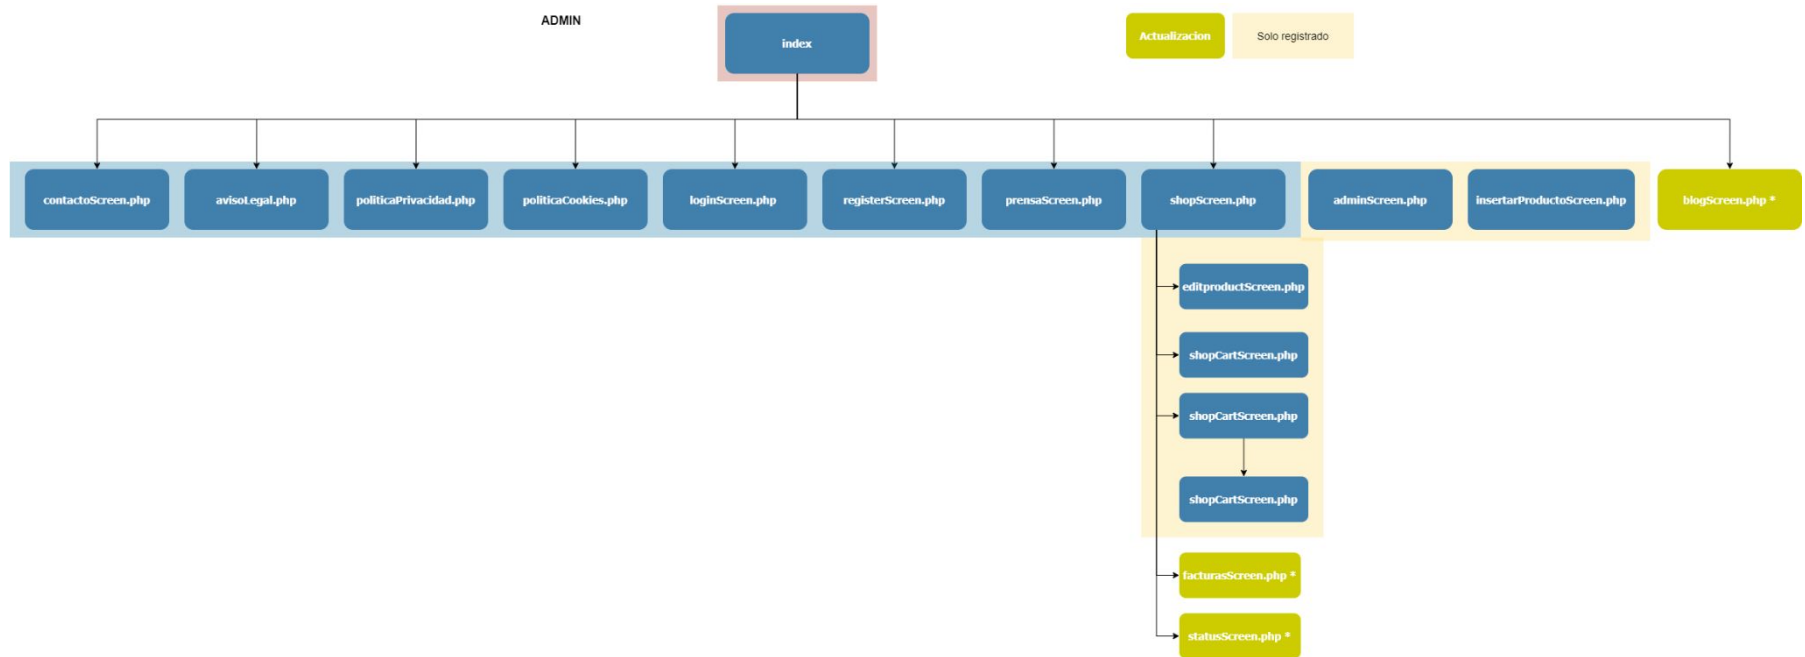 ADMIN
index
Actualizacion
Solo registrado
contactoScreen.php
avisoLegal.php
politicaPrivacidad.php
politicaCookies.php
loginScreen.php
registerScreen.php
prensaScreen.php
shopScreen.php
adminScreen.php
insertarProductoScreen.php
blogScreen.php *
editproductScreen.php
shopCartScreen.php
shopCartScreen.php
shopCartScreen.php
facturasScreen.php *
statusScreen.php *